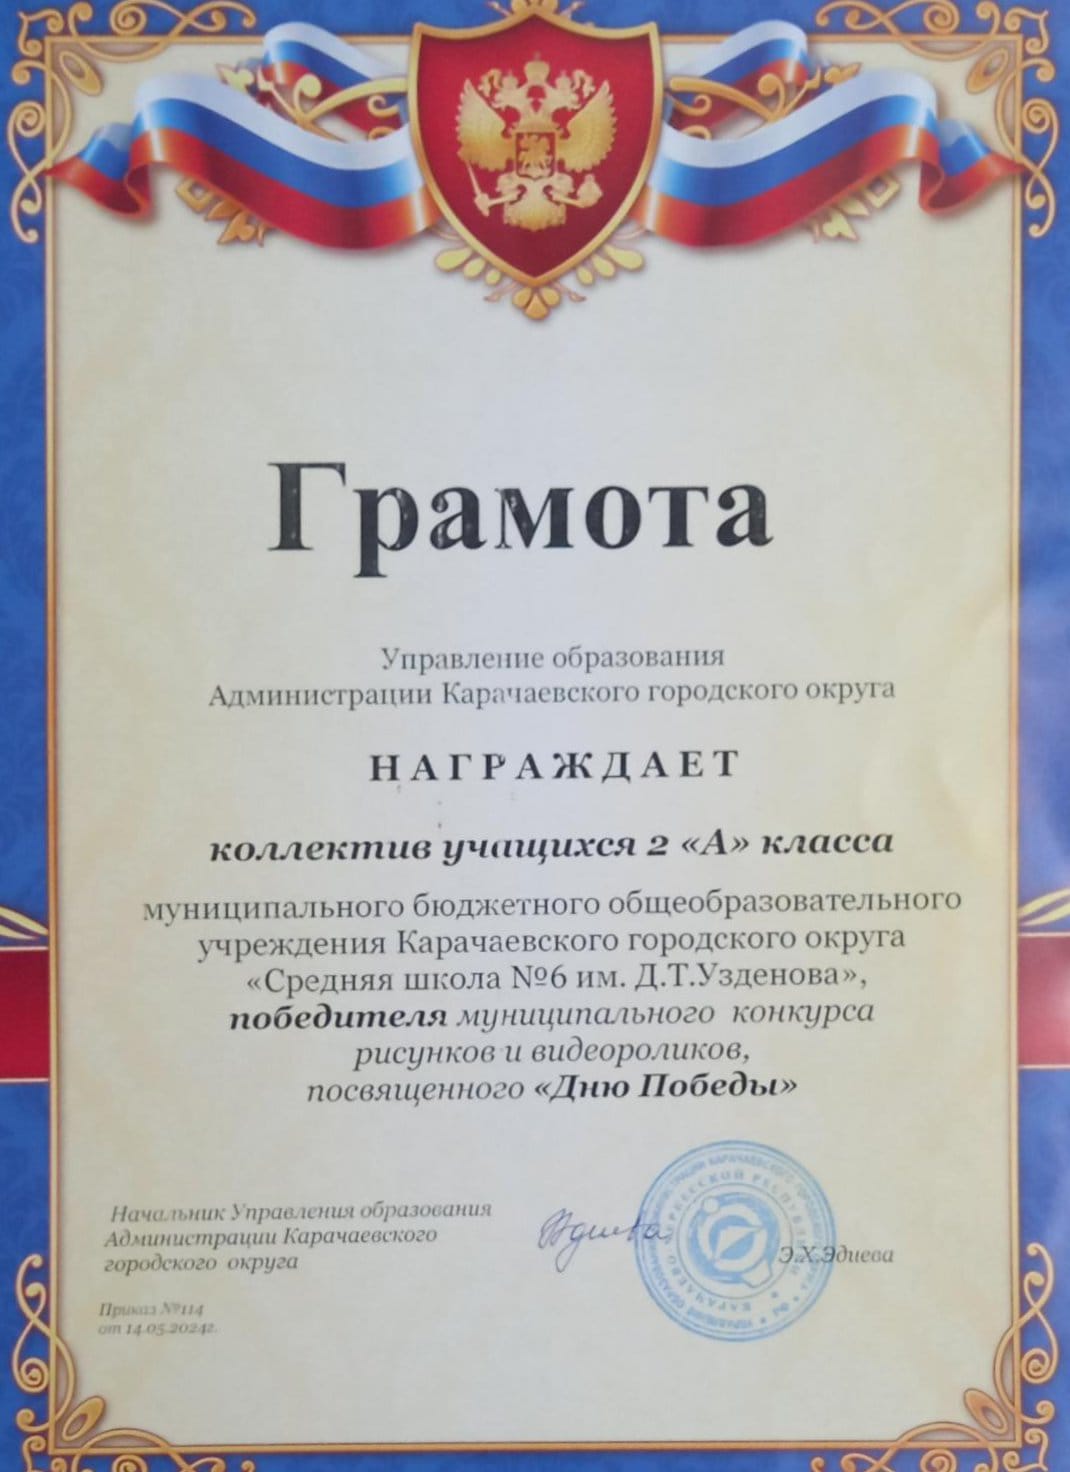 Грамота
Управление образования
Администрации Карачаевского городского округа
НАГРАЖДАЕТ
коллектив учащихся 2 «А» класса
муниципального бюджетного общеобразовательного
учреждения Карачаевского городского округа
«Средняя школа №6 им. Д.Т.Узденова»,
победителя муниципального конкурса
рисунков и видеороликов,
посвященного «Дню Победы»
Начальник Управления образования
Администрации Карачаевского
городского округа
Э.Х.Эдиева
Приказ №114
от 14.05.2024г.